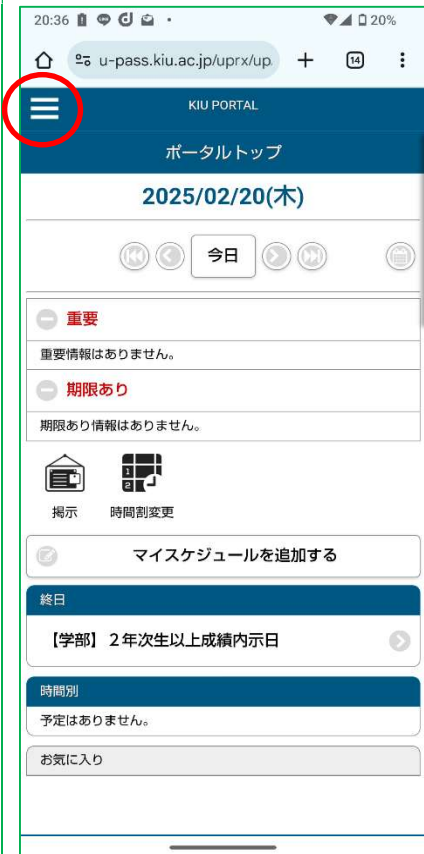 20:36 20%
u-pass.kiu.ac.jp/uprx/up 14
KIU PORTAL
ポータルトップ
2025/02/20(木)
今日
重要
重要情報はありません。
期限あり
期限あり情報はありません。
掲示 時間割変更
マイスケジュールを追加する
終日
【学部】２年次生以上成績内示日
時間別
予定はありません。
お気に入り